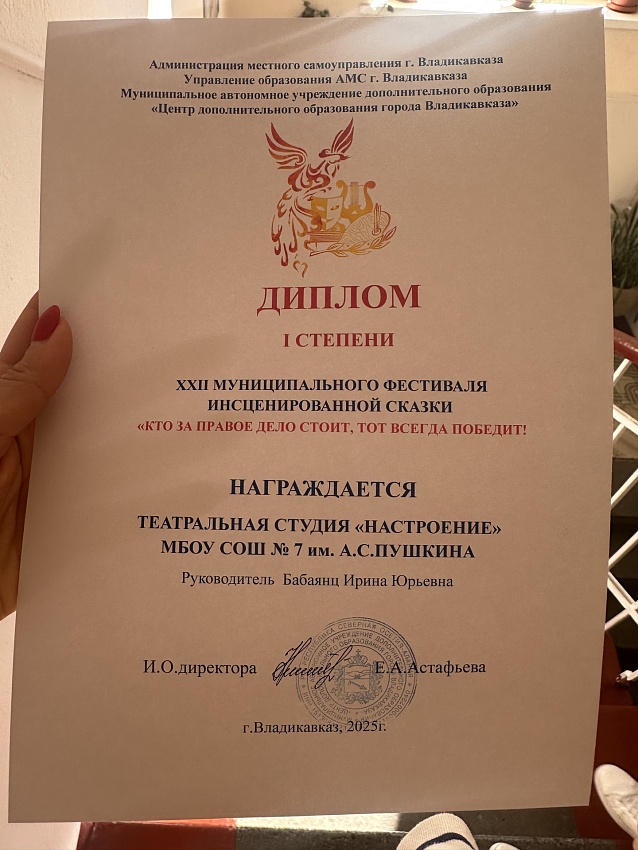 Администрация местного самоуправления г. Владикавказа
Управление образования АМС г. Владикавказа
Муниципальное автономное учреждение дополнительного образования
«Центр дополнительного образования города Владикавказа»
ДИПЛОМ
I СТЕПЕНИ
XXII МУНИЦИПАЛЬНОГО ФЕСТИВАЛЯ
ИНСЦЕНИРОВАННОЙ СКАЗКИ
«КТО ЗА ПРАВОЕ ДЕЛО СТОИТ, ТОТ ВСЕГДА ПОБЕДИТ!
НАГРАЖДАЕТСЯ
ТЕАТРАЛЬНАЯ СТУДИЯ «НАСТРОЕНИЕ»
МБОУ СОШ № 7 им. А.С.ПУШКИНА
Руководитель Бабаянц Ирина Юрьевна
И.О.директора Е.А.Астафьева
г.Владикавказ, 2025г.